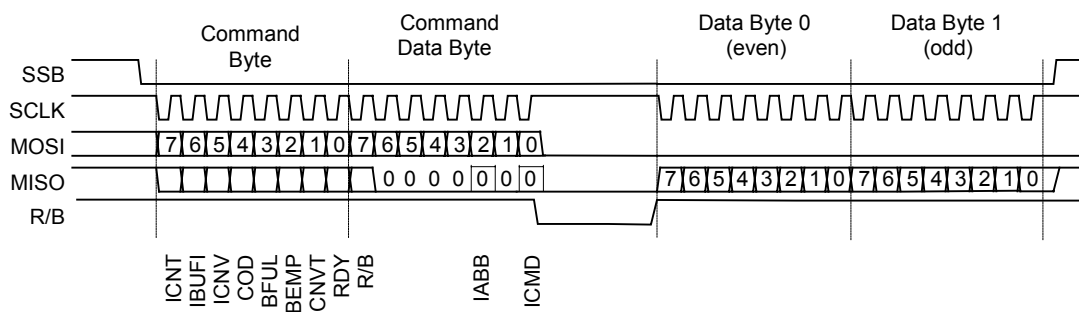 Command Byte
Command Data Byte
Data Byte 0 (even)
Data Byte 1 (odd)
SSB
SCLK
MOSI 7 6 5 4 3 2 1 0 7 6 5 4 3 2 1 0
MISO 0 0 0 0 0 0 0 7 6 5 4 3 2 1 0 7 6 5 4 3 2 1 0
R/B
ICNT
IBUFI
ICNV
COD
BFUL
BEMP
CNVT
RDY
R/B
IABB
ICMD